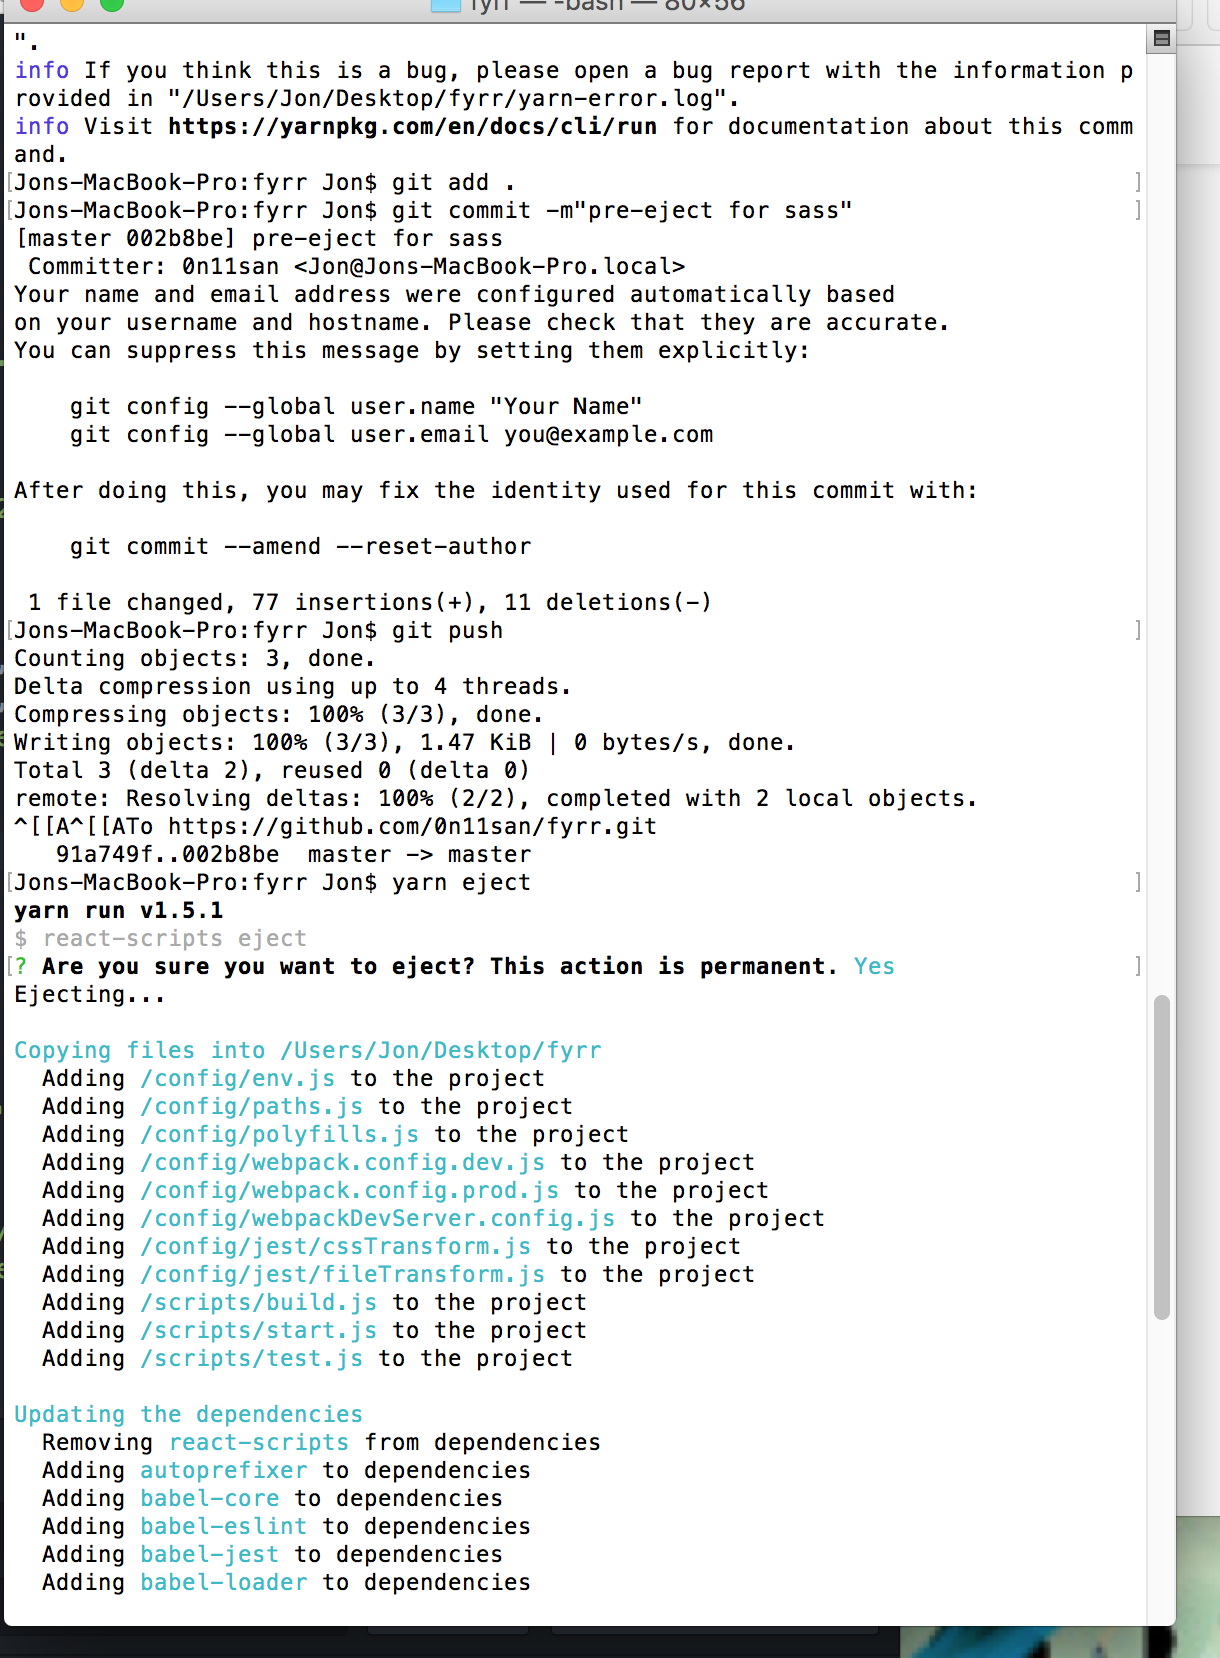 fyrr — -bash — 80×56
".
info If you think this is a bug, please open a bug report with the information p
rovided in "/Users/Jon/Desktop/fyrr/yarn-error.log".
info Visit https://yarnpkg.com/en/docs/cli/run for documentation about this comm
and.
[Jons-MacBook-Pro:fyrr Jon$ git add . ]
[Jons-MacBook-Pro:fyrr Jon$ git commit -m"pre-eject for sass" ]
[master 002b8be] pre-eject for sass
 Committer: 0n11san <Jon@Jons-MacBook-Pro.local>
Your name and email address were configured automatically based
on your username and hostname. Please check that they are accurate.
You can suppress this message by setting them explicitly:
    git config --global user.name "Your Name"
    git config --global user.email you@example.com
After doing this, you may fix the identity used for this commit with:
    git commit --amend --reset-author
 1 file changed, 77 insertions(+), 11 deletions(-)
[Jons-MacBook-Pro:fyrr Jon$ git push ]
Counting objects: 3, done.
Delta compression using up to 4 threads.
Compressing objects: 100% (3/3), done.
Writing objects: 100% (3/3), 1.47 KiB | 0 bytes/s, done.
Total 3 (delta 2), reused 0 (delta 0)
remote: Resolving deltas: 100% (2/2), completed with 2 local objects.
^[[A^[[ATo https://github.com/0n11san/fyrr.git
   91a749f..002b8be  master -> master
[Jons-MacBook-Pro:fyrr Jon$ yarn eject ]
yarn run v1.5.1
$ react-scripts eject
[? Are you sure you want to eject? This action is permanent. Yes ]
Ejecting...
Copying files into /Users/Jon/Desktop/fyrr
  Adding /config/env.js to the project
  Adding /config/paths.js to the project
  Adding /config/polyfills.js to the project
  Adding /config/webpack.config.dev.js to the project
  Adding /config/webpack.config.prod.js to the project
  Adding /config/webpackDevServer.config.js to the project
  Adding /config/jest/cssTransform.js to the project
  Adding /config/jest/fileTransform.js to the project
  Adding /scripts/build.js to the project
  Adding /scripts/start.js to the project
  Adding /scripts/test.js to the project
Updating the dependencies
  Removing react-scripts from dependencies
  Adding autoprefixer to dependencies
  Adding babel-core to dependencies
  Adding babel-eslint to dependencies
  Adding babel-jest to dependencies
  Adding babel-loader to dependencies